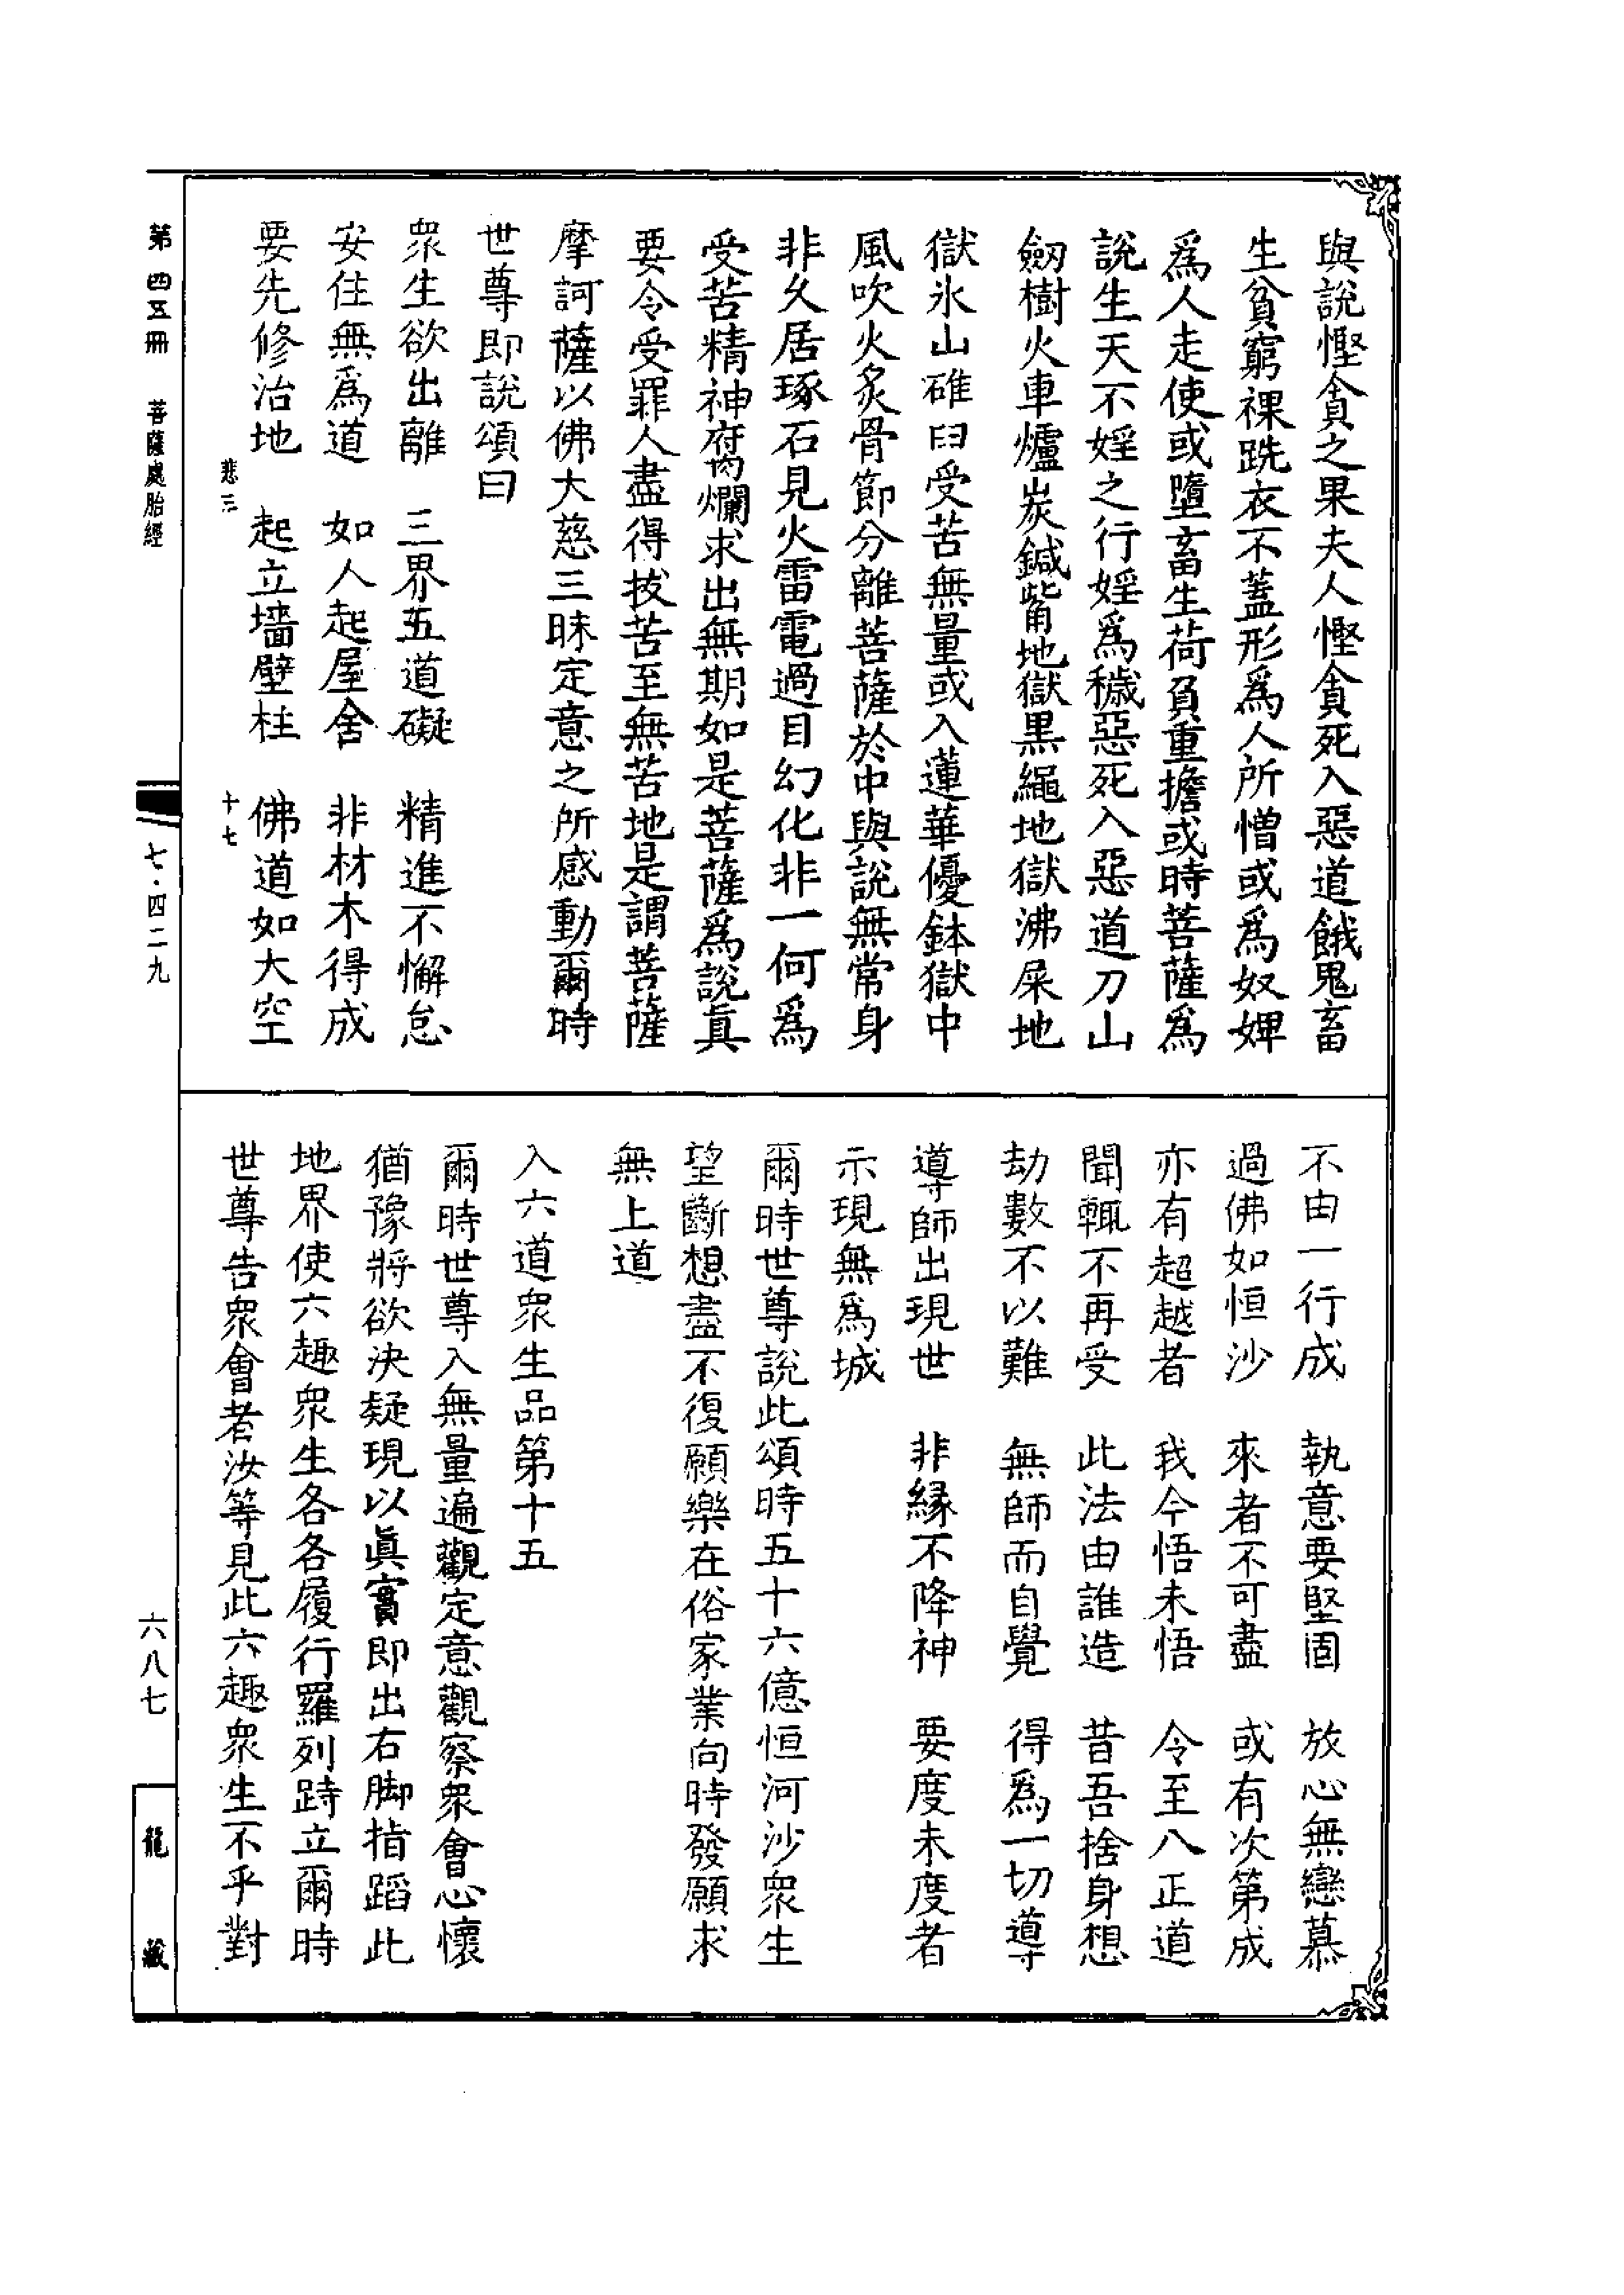 與說慳貪之果夫人慳貪死入惡道餓鬼畜
生貧窮裸跣衣不蓋形爲人所憎或爲奴婢
爲人走使或墮畜生荷負重擔或時菩薩爲
說生天不婬之行婬爲穢惡死入惡道刀山
劒樹火車爐炭鍼觜地獄黑繩地獄沸屎地
獄氷山碓臼受苦無量或入蓮華優鉢獄中
風吹火炙骨節分離菩薩於中與說無常身
非久居琢石見火雷電過目幻化非一何爲
受苦精神腐爛求出無期如是菩薩爲說眞
要令受罪人盡得拔苦至無苦地是謂菩薩
摩訶薩以佛大慈三昧定意之所感動爾時
世尊即說頌曰
衆生欲出離　三界五道礙　精進不懈怠
安住無爲道　如人起屋舍　非材木得成
要先修治地　起立墻壁柱　佛道如大空
悲三　十七
不由一行成　執意要堅固　放心無戀慕
過佛如恒沙　來者不可盡　或有次第成
亦有超越者　我今悟未悟　令至八正道
聞輒不再受　此法由誰造　昔吾捨身想
劫數不以難　無師而自覺　得爲一切導
導師出現世　非緣不降神　要度未度者
示現無爲城
爾時世尊說此頌時五十六億恒河沙衆生
望斷想盡不復願樂在俗家業向時發願求
無上道
入六道衆生品第十五
爾時世尊入無量遍觀定意觀察衆會心懷
猶豫將欲決疑現以眞實即出右脚指蹈此
地界使六趣衆生各各履行羅列跱立爾時
世尊告衆會者汝等見此六趣衆生不乎對
第四五冊　菩薩處胎經
七·四二九
六八七
龍藏